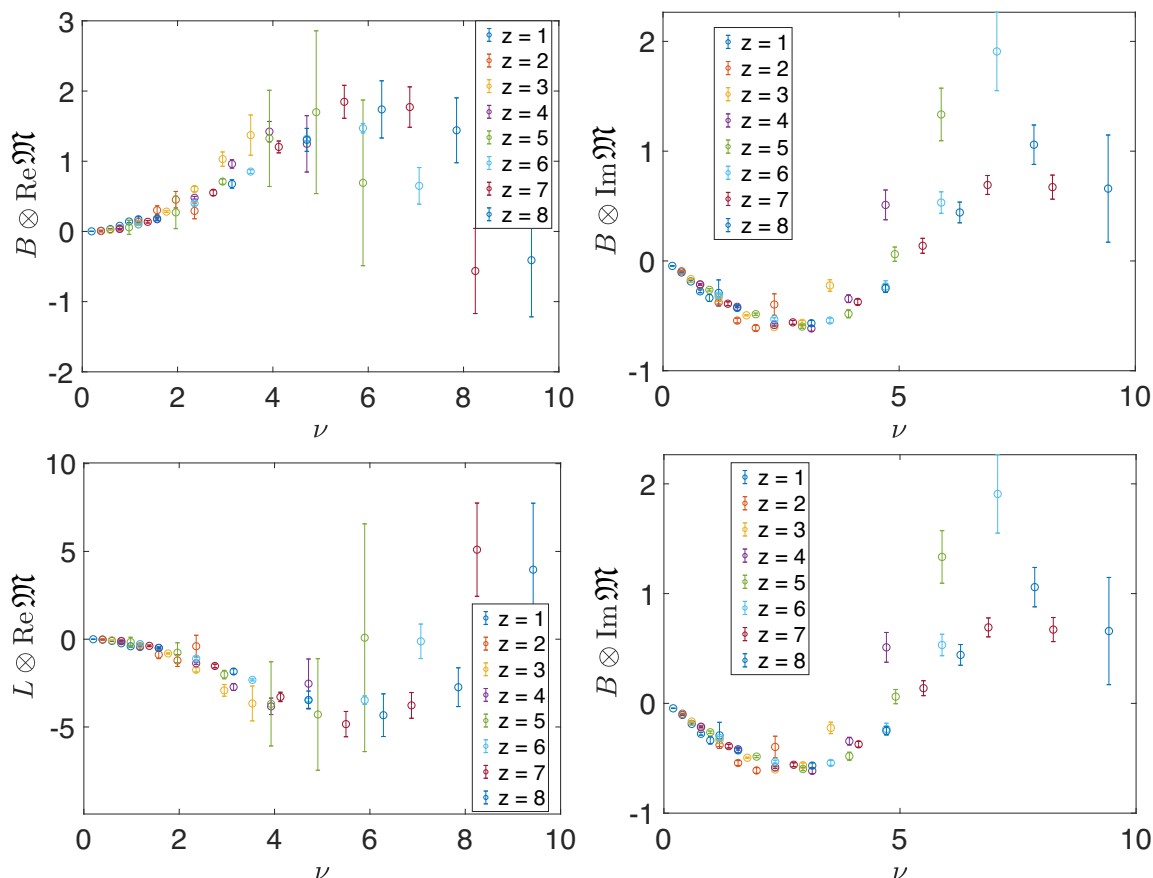 3
2
1
0
-1
-2
0
2
4
6
8
10
B ⊗ Re𝔐
ν
z = 1
z = 2
z = 3
z = 4
z = 5
z = 6
z = 7
z = 8
2
1
0
-1
0
5
10
B ⊗ Im𝔐
ν
z = 1
z = 2
z = 3
z = 4
z = 5
z = 6
z = 7
z = 8
10
5
0
-5
-10
0
2
4
6
8
10
L ⊗ Re𝔐
ν
z = 1
z = 2
z = 3
z = 4
z = 5
z = 6
z = 7
z = 8
2
1
0
-1
0
5
10
B ⊗ Im𝔐
ν
z = 1
z = 2
z = 3
z = 4
z = 5
z = 6
z = 7
z = 8